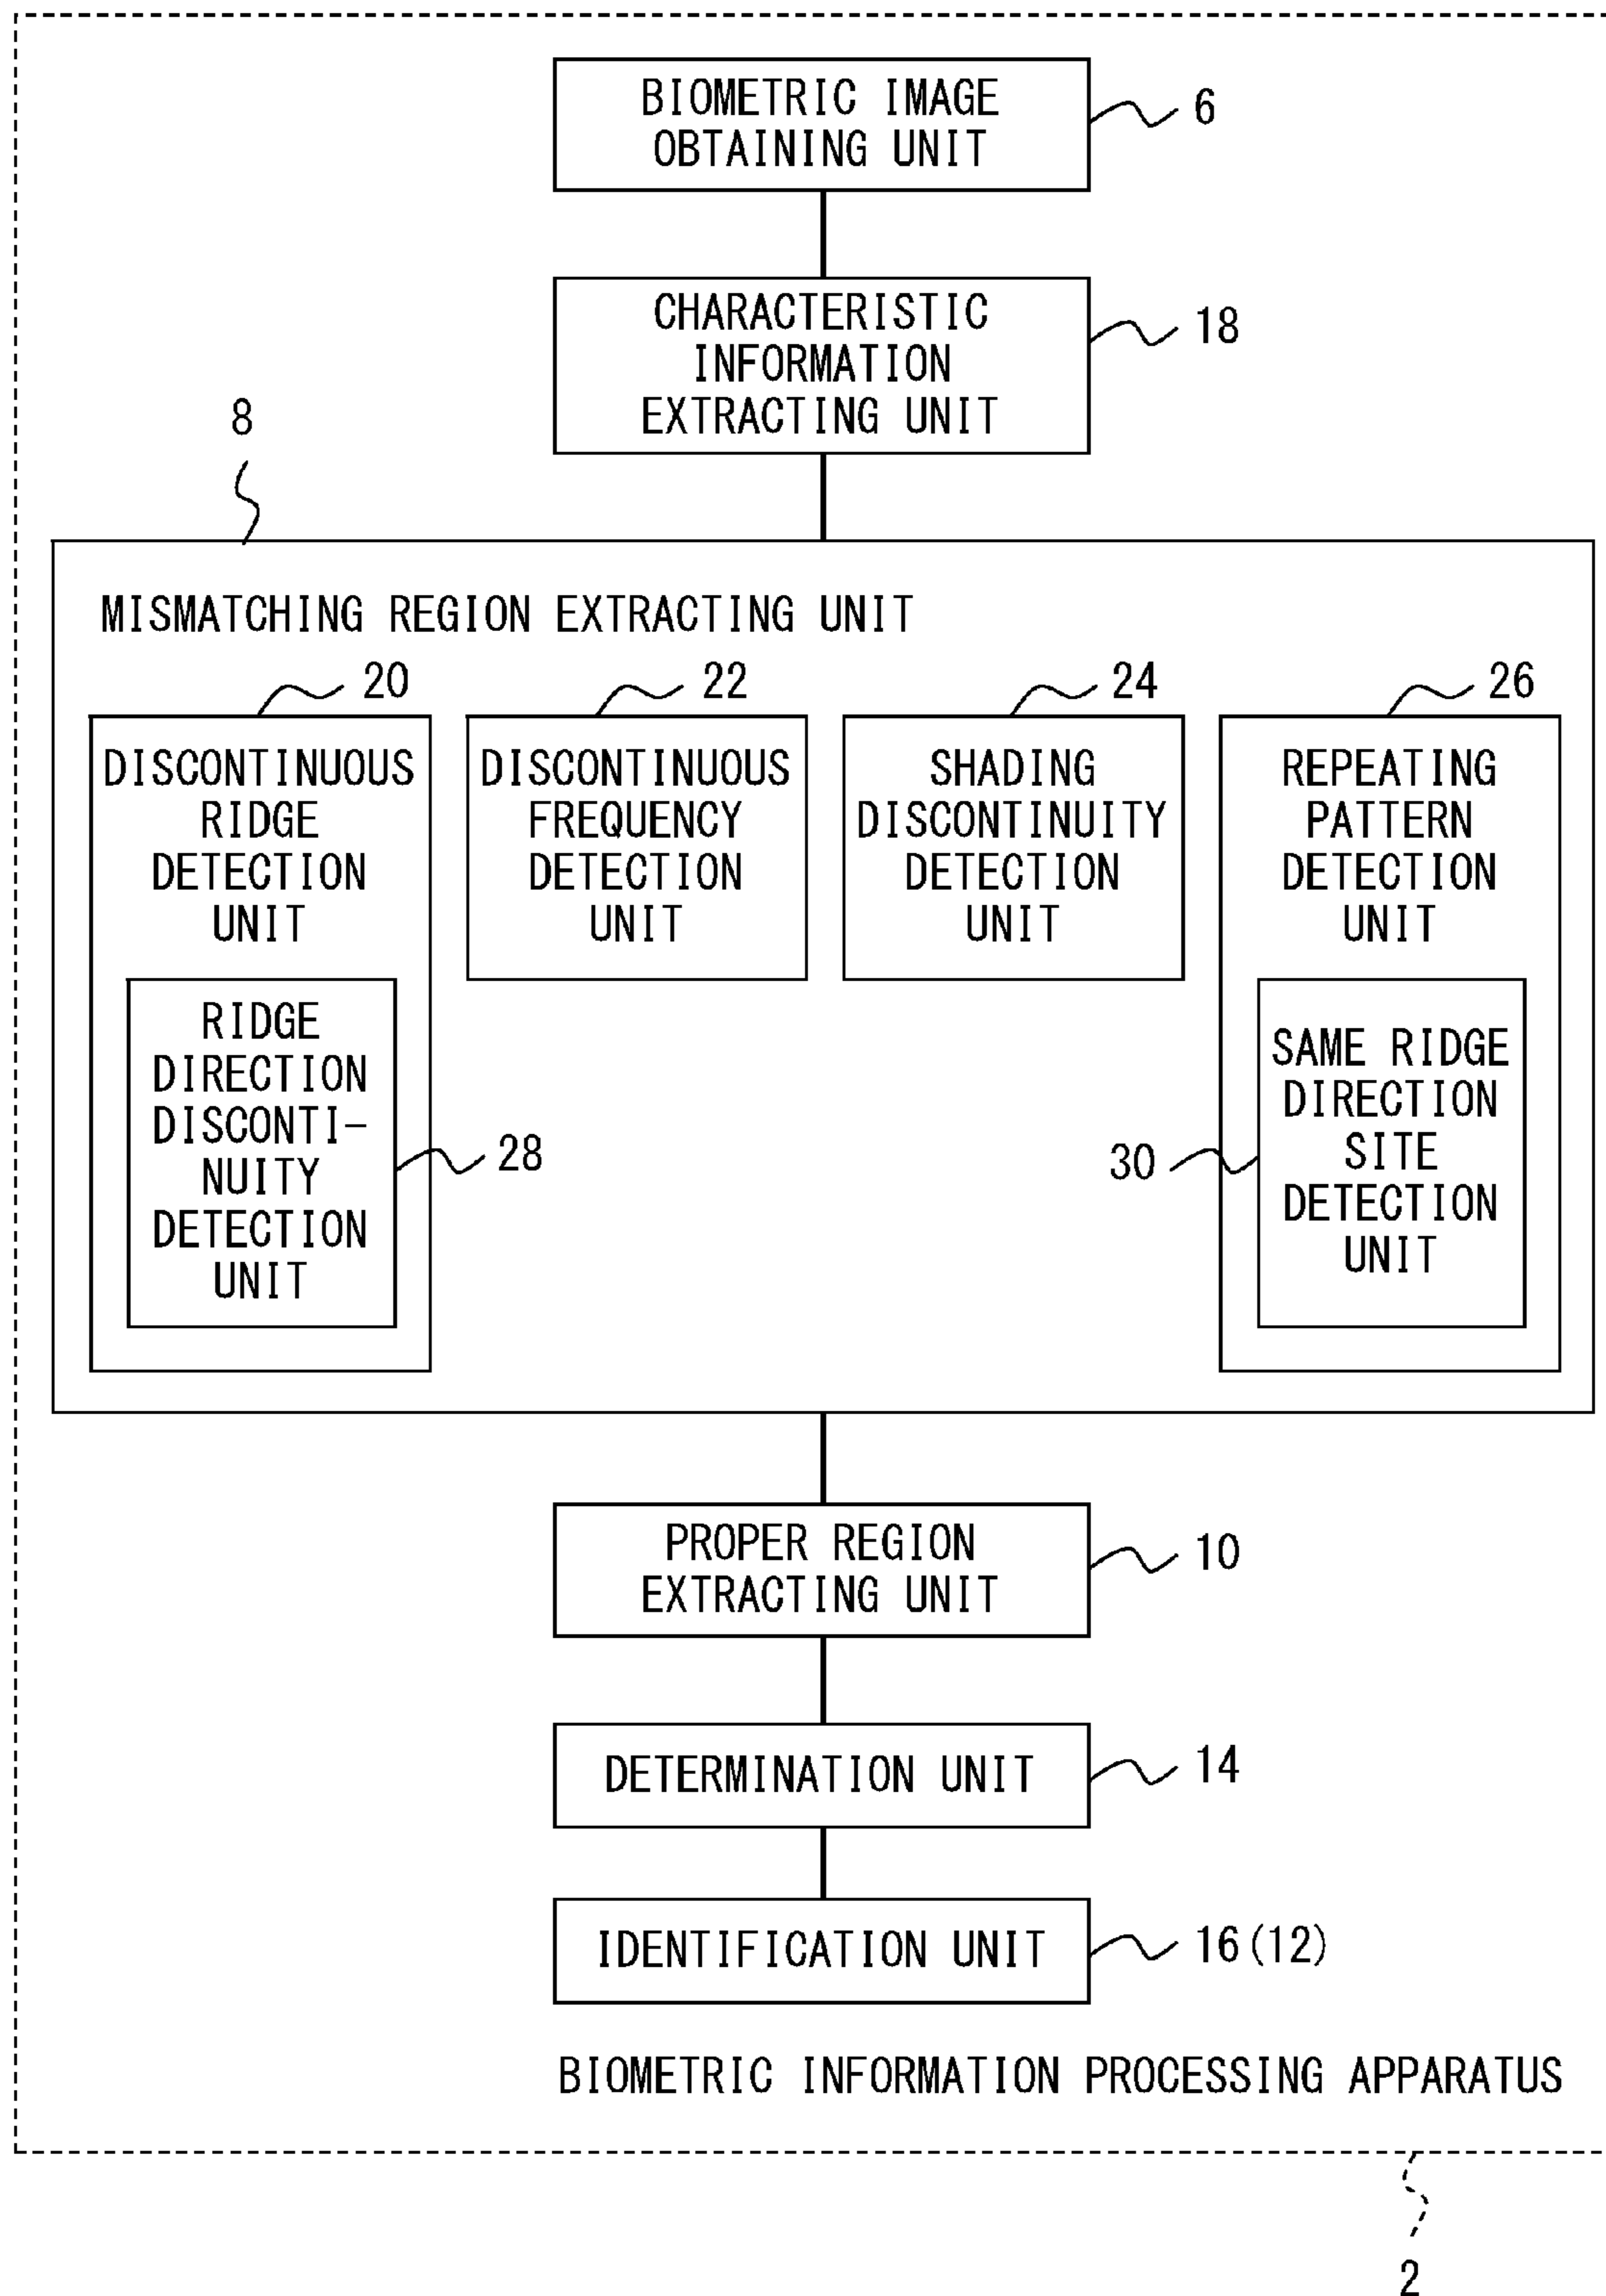 BIOMETRIC IMAGE
OBTAINING UNIT
6
CHARACTERISTIC
INFORMATION
EXTRACTING UNIT
18
8
MISMATCHING REGION EXTRACTING UNIT
20
DISCONTINUOUS
RIDGE
DETECTION
UNIT
22
DISCONTINUOUS
FREQUENCY
DETECTION
UNIT
24
SHADING
DISCONTINUITY
DETECTION
UNIT
26
REPEATING
PATTERN
DETECTION
UNIT
RIDGE
DIRECTION
DISCONTI-
NUITY
DETECTION
UNIT
28
30
SAME RIDGE
DIRECTION
SITE
DETECTION
UNIT
PROPER REGION
EXTRACTING UNIT
10
DETERMINATION UNIT
14
IDENTIFICATION UNIT
16(12)
BIOMETRIC INFORMATION PROCESSING APPARATUS
2